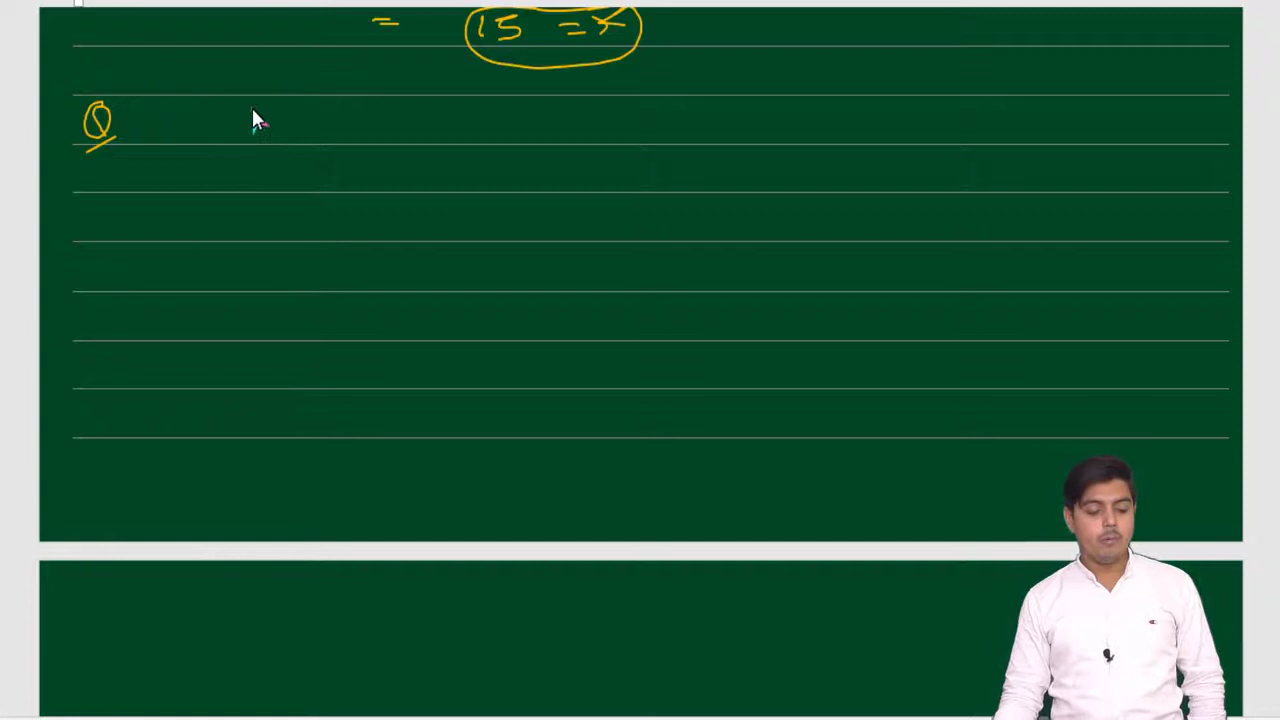 = 15 = x
Q